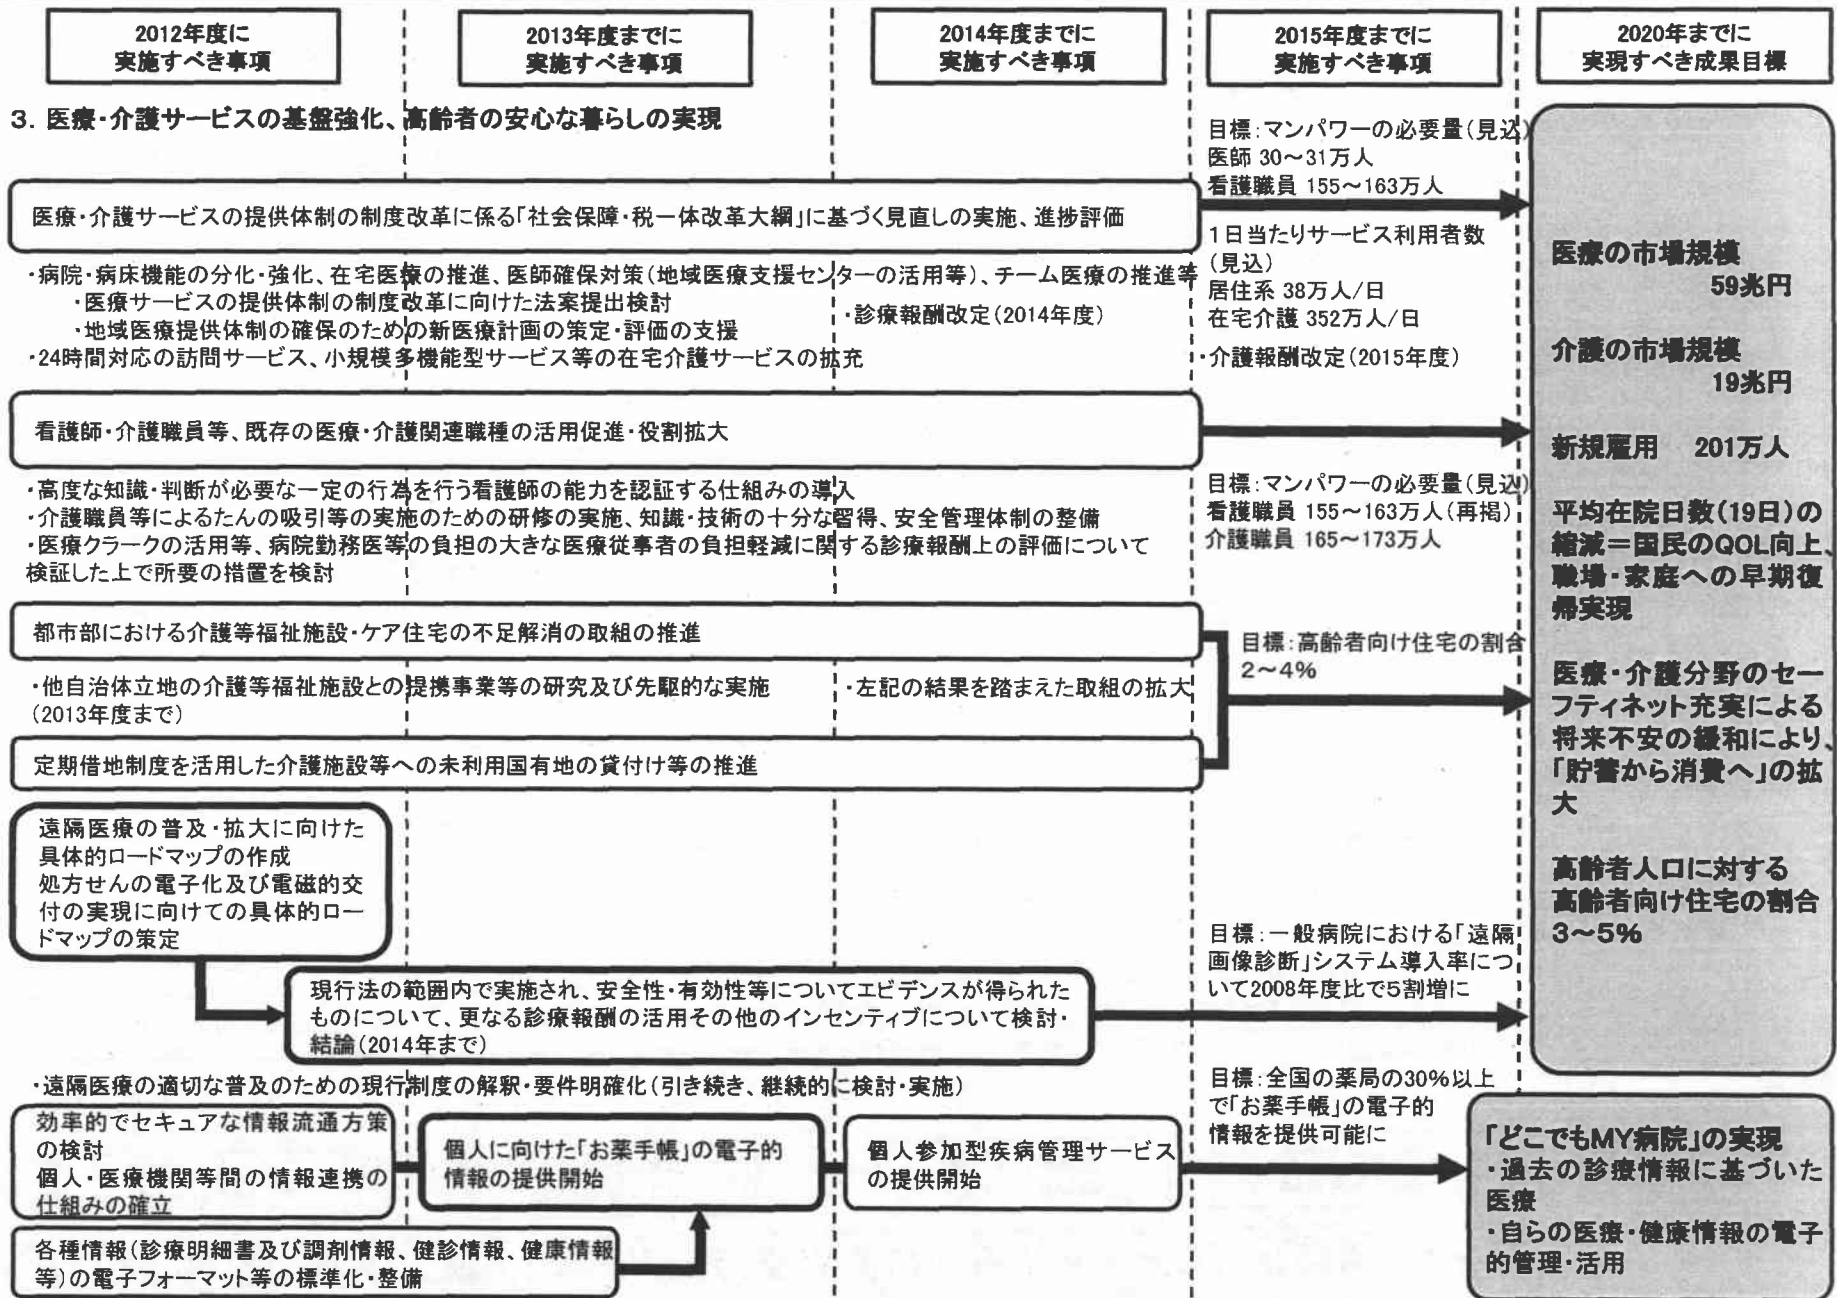 2012年度に
実施すべき事項
2013年度までに
実施すべき事項
2014年度までに
実施すべき事項
2015年度までに
実施すべき事項
2020年までに
実現すべき成果目標
3. 医療・介護サービスの基盤強化、高齢者の安心な暮らしの実現
目標:マンパワーの必要量(見込)
医師 30~31万人
看護職員 155~163万人
医療・介護サービスの提供体制の制度改革に係る「社会保障・税一体改革大綱」に基づく見直しの実施、進捗評価
1日当たりサービス利用者数
(見込)
居住系 38万人/日
在宅介護 352万人/日
・介護報酬改定(2015年度)
・病院・病床機能の分化・強化、在宅医療の推進、医師確保対策(地域医療支援センターの活用等)、チーム医療の推進等
・医療サービスの提供体制の制度改革に向けた法案提出検討
・地域医療提供体制の確保のための新医療計画の策定・評価の支援
・診療報酬改定(2014年度)
・24時間対応の訪問サービス、小規模多機能型サービス等の在宅介護サービスの拡充
看護師・介護職員等、既存の医療・介護関連職種の活用促進・役割拡大
・高度な知識・判断が必要な一定の行為を行う看護師の能力を認証する仕組みの導入
・介護職員等によるたんの吸引等の実施のための研修の実施、知識・技術の十分な習得、安全管理体制の整備
・医療クラークの活用等、病院勤務医等の負担の大きな医療従事者の負担軽減に関する診療報酬上の評価について
検証した上で所要の措置を検討
目標:マンパワーの必要量(見込)
看護職員 155~163万人(再掲)
介護職員 165~173万人
都市部における介護等福祉施設・ケア住宅の不足解消の取組の推進
・他自治体立地の介護等福祉施設との提携事業等の研究及び先駆的な実施
(2013年度まで)
・左記の結果を踏まえた取組の拡大
目標:高齢者向け住宅の割合
2~4%
定期借地制度を活用した介護施設等への未利用国有地の貸付け等の推進
遠隔医療の普及・拡大に向けた
具体的ロードマップの作成
処方せんの電子化及び電磁的交
付の実現に向けての具体的ロー
ドマップの策定
現行法の範囲内で実施され、安全性・有効性等についてエビデンスが得られた
ものについて、更なる診療報酬の活用その他のインセンティブについて検討・
結論(2014年まで)
目標:一般病院における「遠隔
画像診断」システム導入率につ
いて2008年度比で5割増に
・遠隔医療の適切な普及のための現行制度の解釈・要件明確化(引き続き、継続的に検討・実施)
効率的でセキュアな情報流通方策
の検討
個人・医療機関等間の情報連携の
仕組みの確立
個人に向けた「お薬手帳」の電子的
情報の提供開始
個人参加型疾病管理サービス
の提供開始
目標:全国の薬局の30%以上
で「お薬手帳」の電子的
情報を提供可能に
各種情報(診療明細書及び調剤情報、健診情報、健康情報
等)の電子フォーマット等の標準化・整備
医療の市場規模
59兆円
介護の市場規模
19兆円
新規雇用 201万人
平均在院日数(19日)の
縮減=国民のQOL向上、
職場・家庭への早期復
帰実現
医療・介護分野のセー
フティネット充実による
将来不安の緩和により、
「貯蓄から消費へ」の拡
大
高齢者人口に対する
高齢者向け住宅の割合
3~5%
「どこでもMY病院」の実現
・過去の診療情報に基づいた
医療
・自らの医療・健康情報の電子
的管理・活用